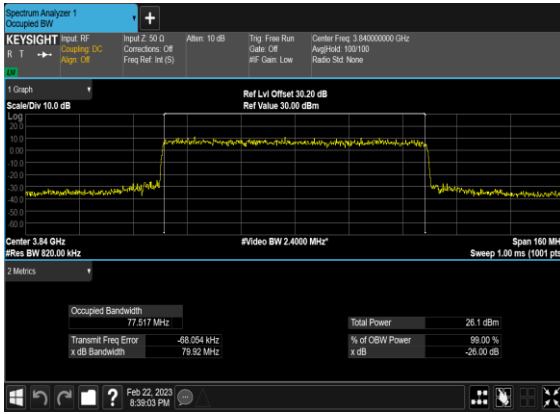 Spectrum Analyzer 1
Occupied BW
+
KEYSIGHT Input: RF Input Z: 50 Ω Atten: 10 dB Trig: Free Run Center Freq: 3.840000000 GHz
R T Coupling: DC Corrections: Off Gate: Off Avg|Hold: 100/100
Align: Off Freq Ref: Int (S) #IF Gain: Low Radio Std: None
LW
1 Graph
Ref Lvl Offset 30.20 dB
Scale/Div 10.0 dB Ref Value 30.00 dBm
Log
20.0
10.0
0.00
-10.0
-20.0
-30.0
-40.0
-50.0
-60.0
Center 3.84 GHz #Video BW 2.4000 MHz* Span 160 MH
#Res BW 820.00 kHz Sweep 1.00 ms (1001 pts
2 Metrics
Occupied Bandwidth
77.517 MHz Total Power 26.1 dBm
Transmit Freq Error -68.054 kHz % of OBW Power 99.00 %
x dB Bandwidth 79.92 MHz x dB -26.00 dB
? Feb 22, 2023
8:39:03 PM